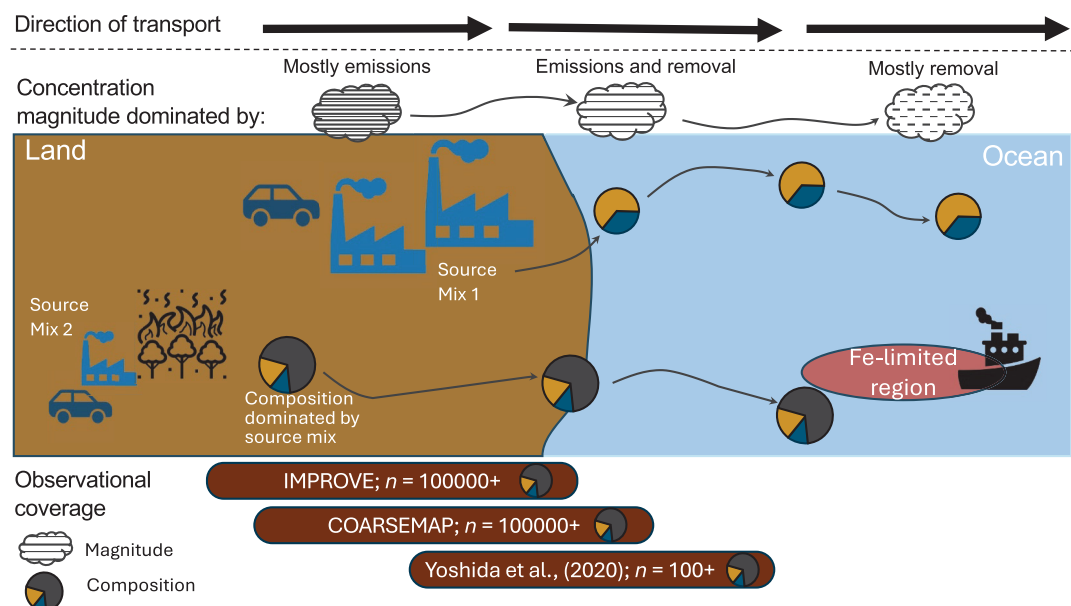 Direction of transport
Mostly emissions
Emissions and removal
Mostly removal
Concentration
magnitude dominated by:
Land
Ocean
Source
Mix 1
Source
Mix 2
Fe-limited
region
Composition
dominated by
source mix
Observational
coverage
IMPROVE; n = 100000+
COARSEMAP; n = 100000+
Yoshida et al., (2020); n = 100+
Magnitude
Composition